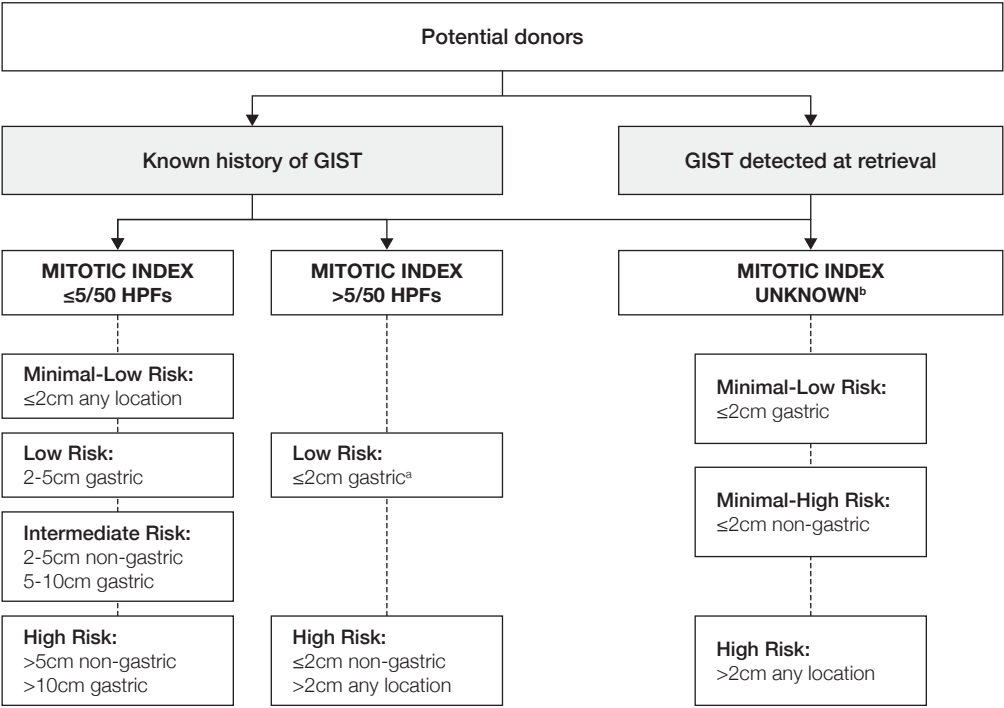 Potential donors
Known history of GIST
GIST detected at retrieval
MITOTIC INDEX
≤5/50 HPFs
MITOTIC INDEX
>5/50 HPFs
MITOTIC INDEX
UNKNOWNᵇ
Minimal-Low Risk:
≤2cm any location
Low Risk:
2-5cm gastric
Intermediate Risk:
2-5cm non-gastric
5-10cm gastric
High Risk:
>5cm non-gastric
>10cm gastric
Low Risk:
≤2cm gastricᵃ
High Risk:
≤2cm non-gastric
>2cm any location
Minimal-Low Risk:
≤2cm gastric
Minimal-High Risk:
≤2cm non-gastric
High Risk:
>2cm any location